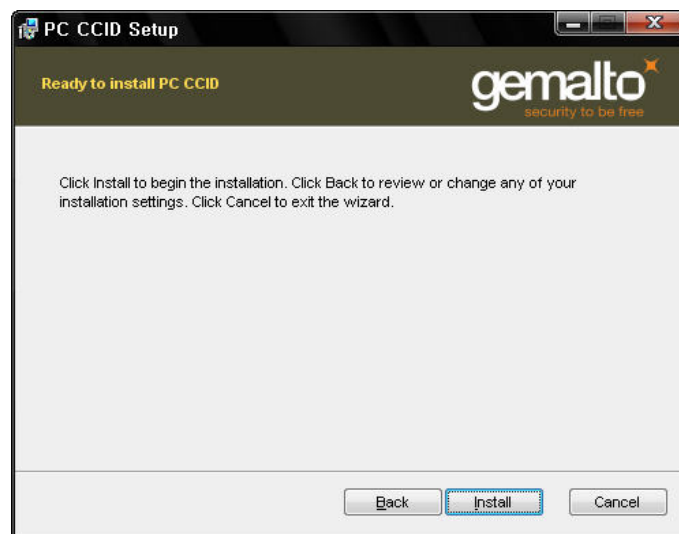 PC CCID Setup
Ready to install PC CCID
gemalto
security to be free
Click Install to begin the installation. Click Back to review or change any of your
installation settings. Click Cancel to exit the wizard.
Back
Install
Cancel